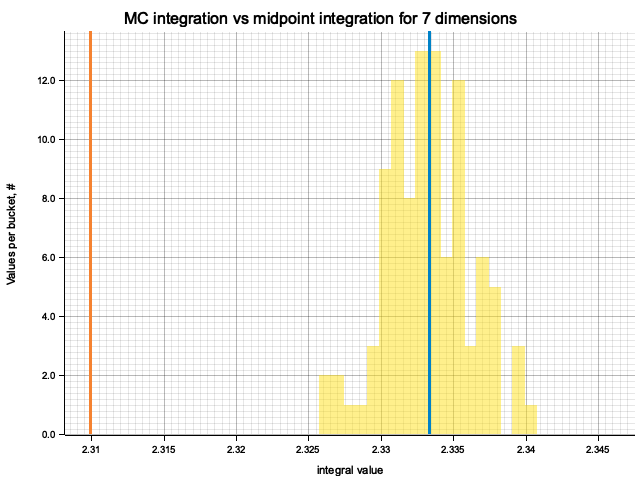 MC integration vs midpoint integration for 7 dimensions
Values per bucket, #
12.0
10.0
8.0
6.0
4.0
2.0
0.0
2.31 2.315 2.32 2.325 2.33 2.335 2.34 2.345
integral value